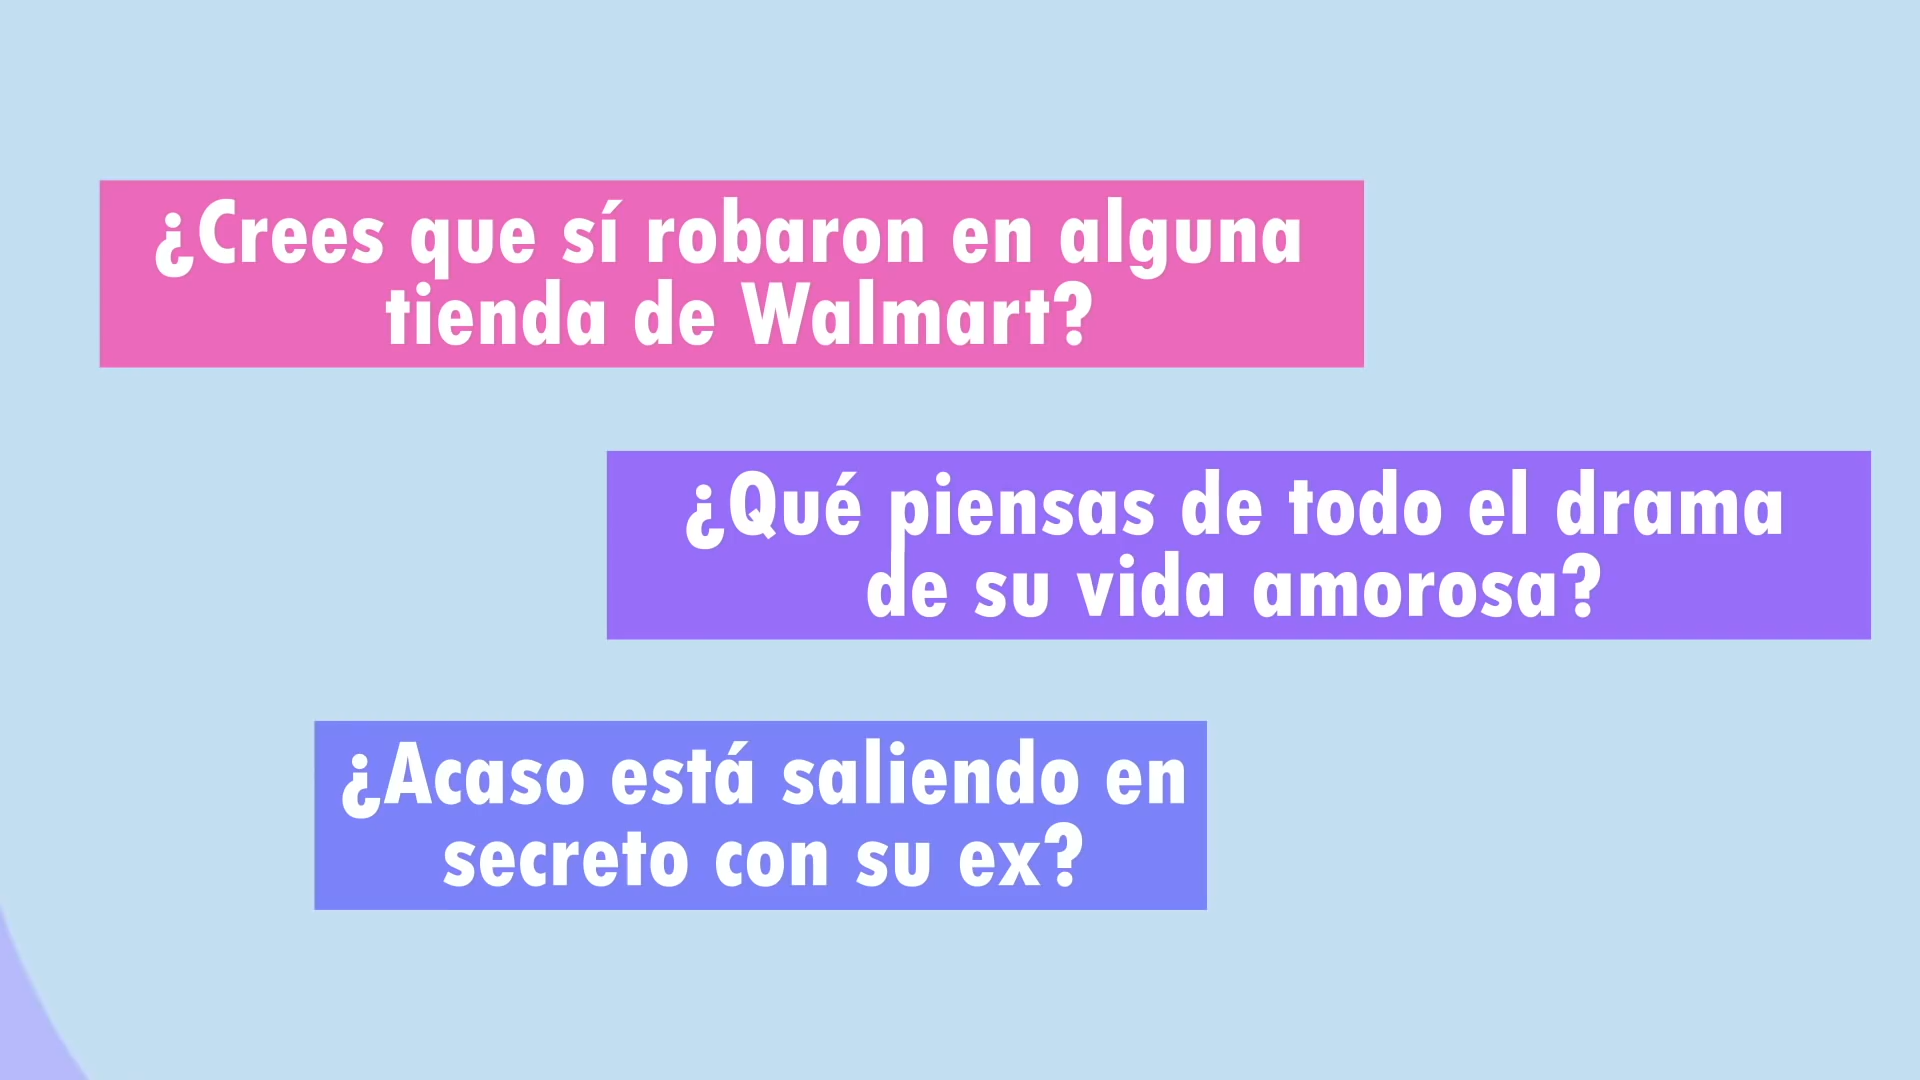 ¿Crees que sí robaron en alguna
tienda de Walmart?
¿Qué piensas de todo el drama
de su vida amorosa?
¿Acaso está saliendo en
secreto con su ex?